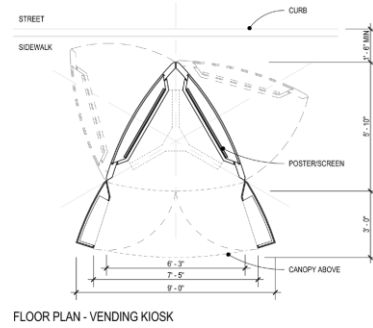 STREET
CURB
SIDEWALK
1' - 6" MIN
5' - 10"
POSTER/SCREEN
3' - 0"
6' - 3"
7' - 5"
9' - 0"
CANOPY ABOVE
FLOOR PLAN - VENDING KIOSK